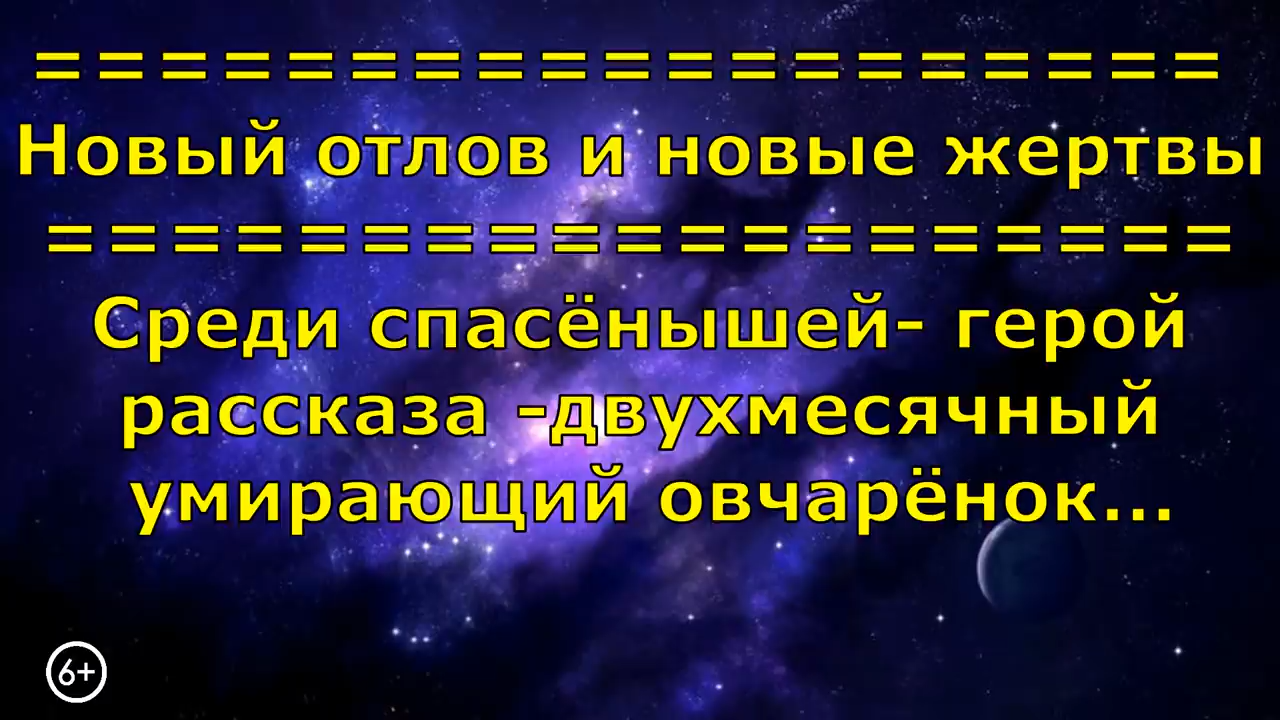 ===================
Новый отлов и новые жертвы
===================
Среди спасёнышей- герой
рассказа -двухмесячный
умирающий овчарёнок...
6+